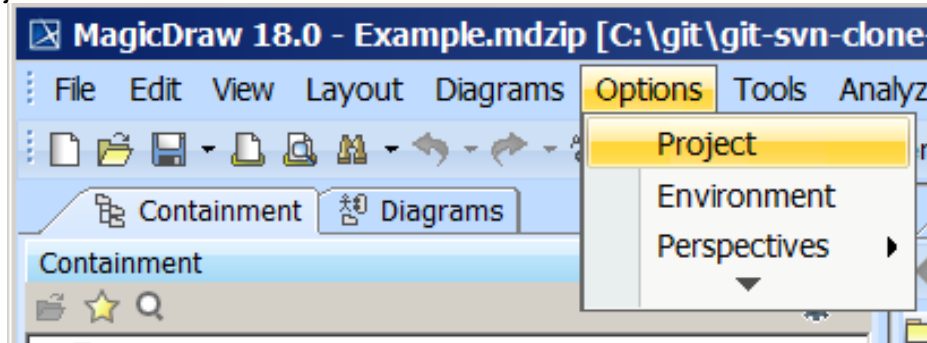 MagicDraw 18.0 - Example.mdzip [C:\git\git-svn-clone-
File Edit View Layout Diagrams Options Tools Analyz
Project
Containment Diagrams
Environment
Perspectives
Containment